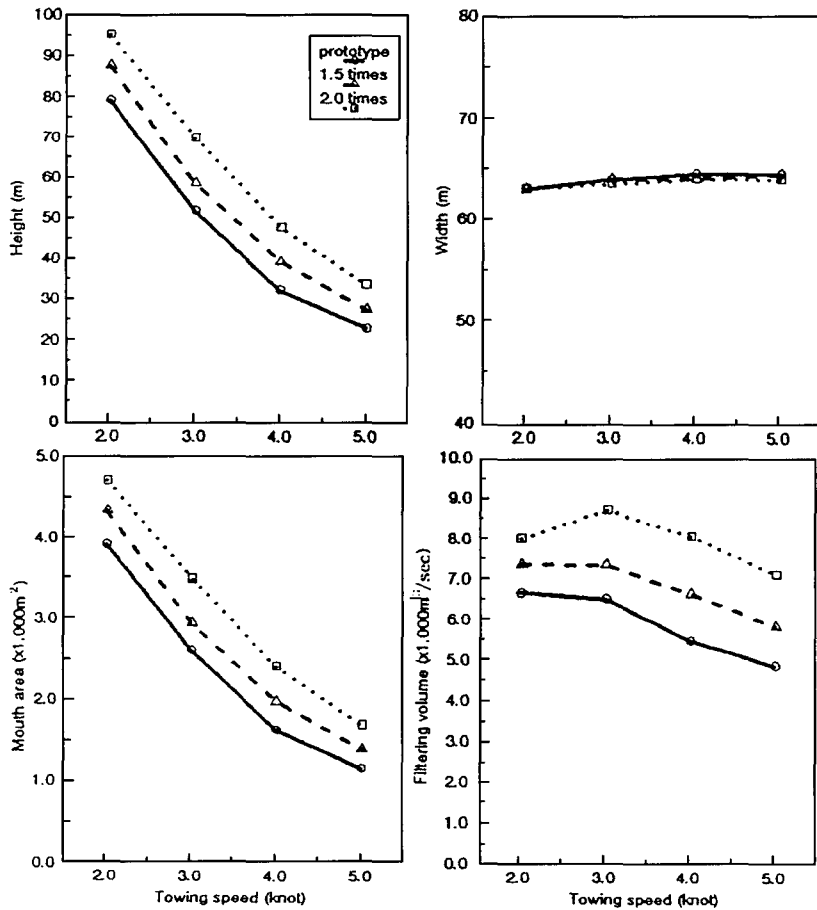 Height (m)
100
90
80
70
60
50
40
30
20
10
0
2.0 3.0 4.0 5.0
prototype
1.5 times
2.0 times
Width (m)
80
70
60
50
40
2.0 3.0 4.0 5.0
Mouth area (x1.000m⁻²)
5.0
4.0
3.0
2.0
1.0
0.0
2.0 3.0 4.0 5.0
Towing speed (knot)
Filtering volume (x1.000m³/sec)
10.0
9.0
8.0
7.0
6.0
5.0
4.0
3.0
2.0
1.0
0.0
2.0 3.0 4.0 5.0
Towing speed (knot)